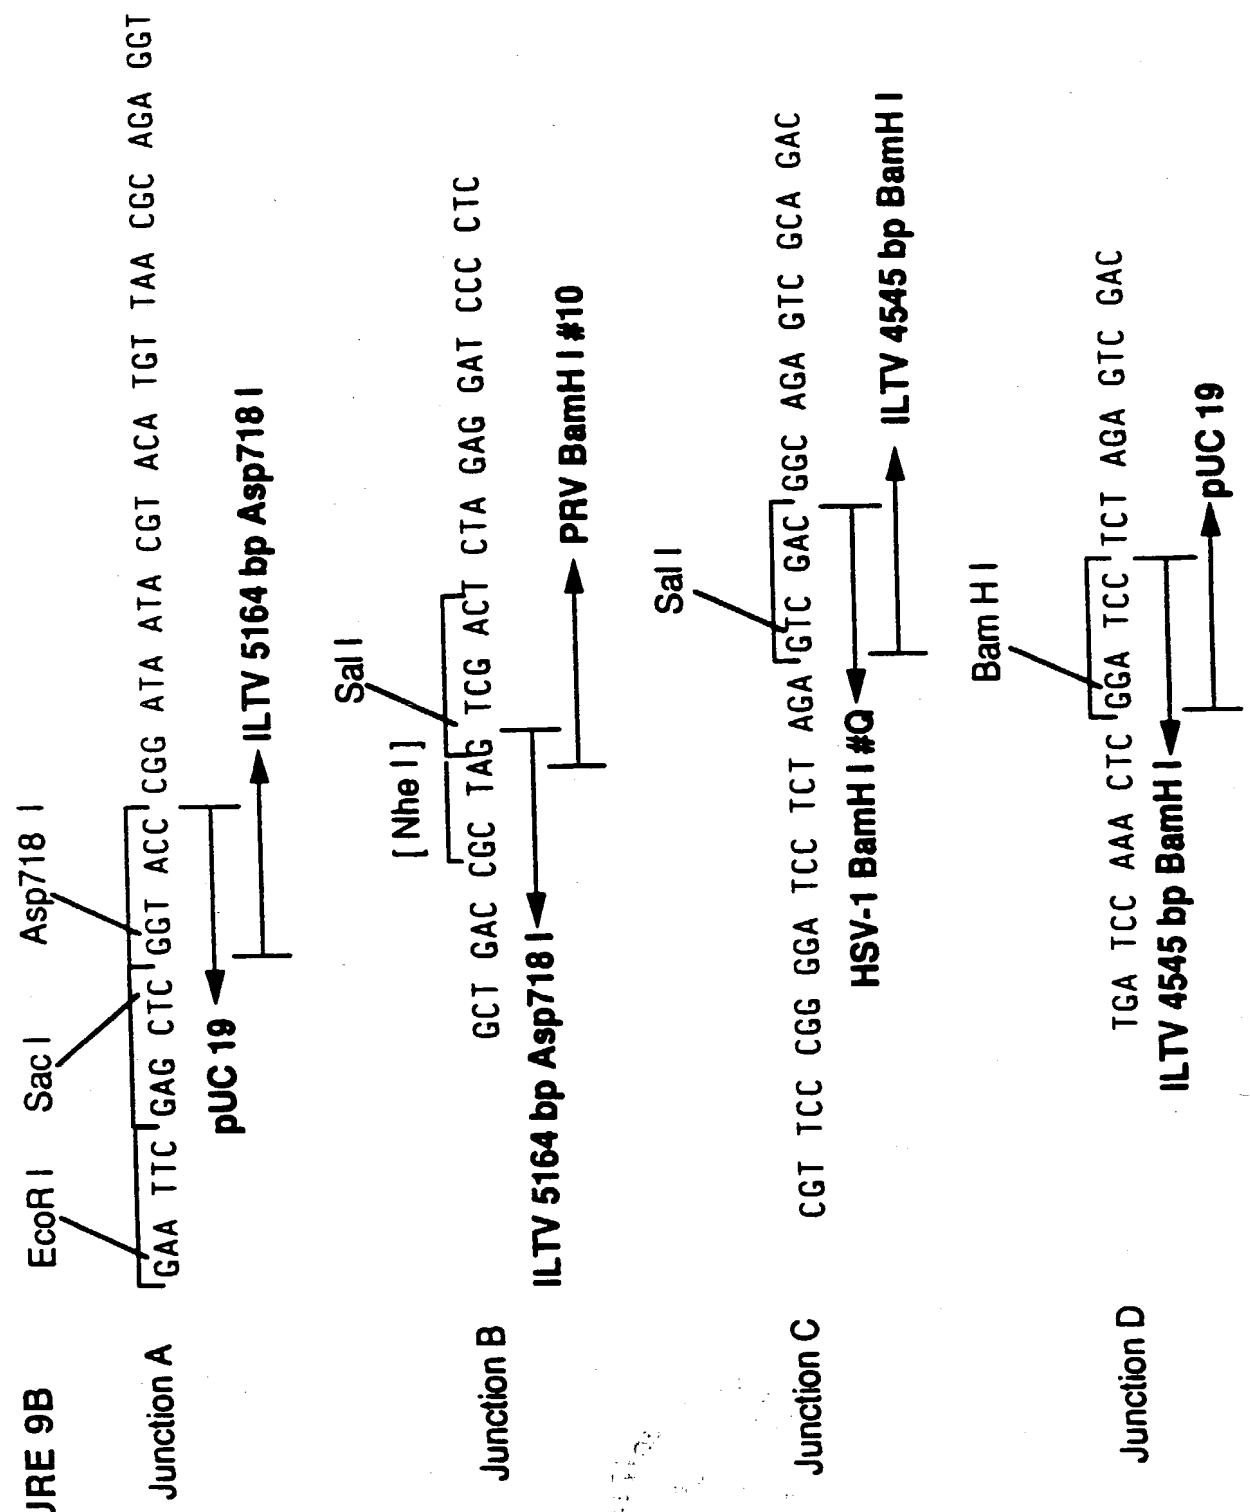 URE 9B
EcoR I SacI Asp718 I
Junction A GAA TTC GAG CTC GGT ACC CGG ATA ATA CGT ACA TGT TAA CGC AGA GGT
pUC 19
ILTV 5164 bp Asp718 I
[Nhe I] Sal I
Junction B GCT GAC CGC TAG TCG ACT CTA GAG GAT CCC CTC
ILTV 5164 bp Asp718 I
PRV BamH I #10
Sal I
Junction C CGT TCC CGG GGA TCC TCT AGA GTC GAC GGC AGA GTC GCA GAC
HSV-1 BamH I #Q
ILTV 4545 bp BamH I
Bam H I
Junction D TGA TCC AAA CTC GGA TCC TCT AGA GTC GAC
ILTV 4545 bp BamH I
pUC 19